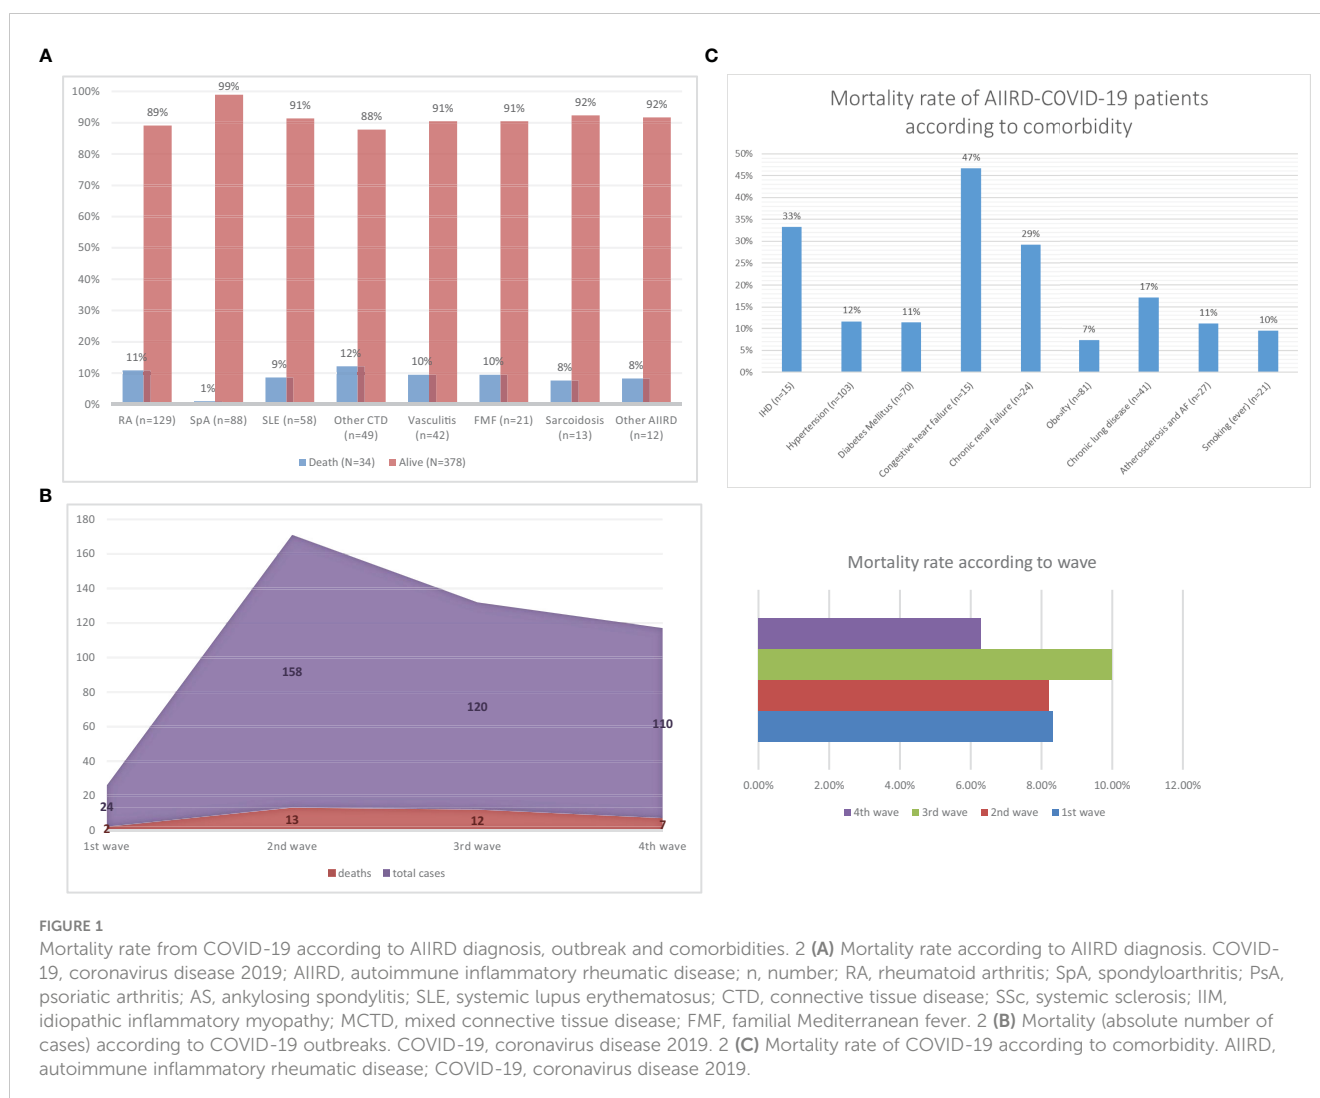 A
100%
90%
80%
70%
60%
50%
40%
30%
20%
10%
0%
11%
89%
1%
99%
9%
91%
12%
88%
10%
91%
10%
91%
8%
92%
8%
92%
RA (n=129)
SpA (n=88)
SLE (n=58)
Other CTD
(n=49)
Vasculitis
(n=42)
FMF (n=21)
Sarcoidosis
(n=13)
Other AIIRD
(n=12)
Death (N=34)
Alive (N=378)
C
Mortality rate of AIIRD-COVID-19 patients
according to comorbidity
50%
45%
40%
35%
30%
25%
20%
15%
10%
5%
0%
33%
12%
11%
47%
29%
7%
17%
11%
10%
IHD (n=15)
Hypertension (n=103)
Diabetes Mellitus (n=70)
Congestive heart failure (n=15)
Chronic renal failure (n=24)
Obesity (n=81)
Chronic lung disease (n=41)
Atherosclerosis and AF (n=27)
Smoking (ever) (n=21)
B
180
160
140
120
100
80
60
40
20
0
24
2
158
13
120
12
110
7
1st wave
2nd wave
3rd wave
4th wave
deaths
total cases
Mortality rate according to wave
0.00%
2.00%
4.00%
6.00%
8.00%
10.00%
12.00%
4th wave
3rd wave
2nd wave
1st wave
FIGURE 1
Mortality rate from COVID-19 according to AIIRD diagnosis, outbreak and comorbidities. 2 (A) Mortality rate according to AIIRD diagnosis. COVID-
19, coronavirus disease 2019; AIIRD, autoimmune inflammatory rheumatic disease; n, number; RA, rheumatoid arthritis; SpA, spondyloarthritis; PsA,
psoriatic arthritis; AS, ankylosing spondylitis; SLE, systemic lupus erythematosus; CTD, connective tissue disease; SSc, systemic sclerosis; IIM,
idiopathic inflammatory myopathy; MCTD, mixed connective tissue disease; FMF, familial Mediterranean fever. 2 (B) Mortality (absolute number of
cases) according to COVID-19 outbreaks. COVID-19, coronavirus disease 2019. 2 (C) Mortality rate of COVID-19 according to comorbidity. AIIRD,
autoimmune inflammatory rheumatic disease; COVID-19, coronavirus disease 2019.